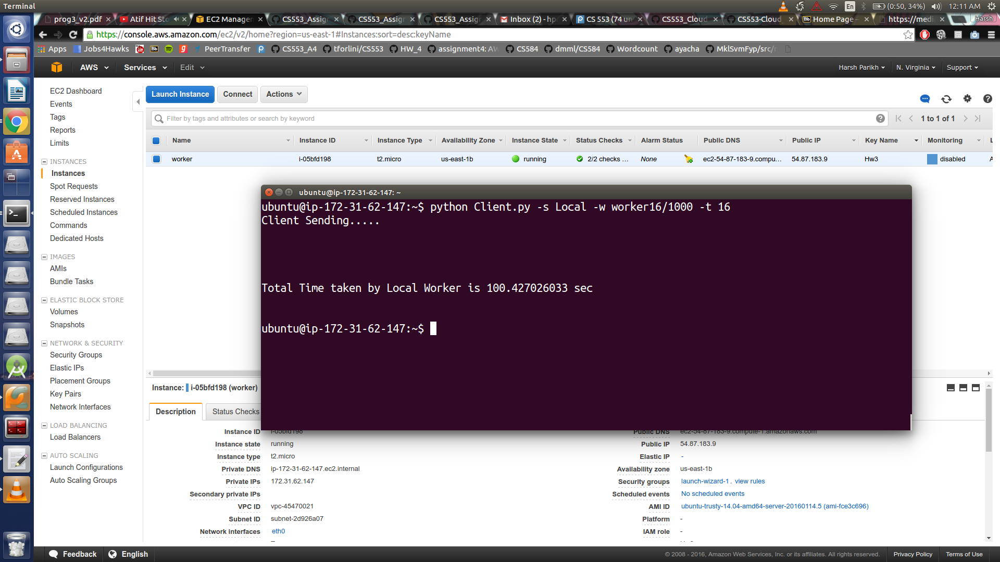 Terminal
En
(0:50, 34%)
12:11 AM
prog3_v2.pdf
Atif Hit Sto
EC2 Manager
CS553_Assig
CS553_Assig
CS553_Assig
Inbox (2) - hp
CS 553 (74 un
CS553_Cloud
CS553-Cloud_
Bb Home Page –
https://medi
Harsh
https://console.aws.amazon.com/ec2/v2/home?region=us-east-1#Instances:sort=desc:keyName
Apps
Jobs4Hawks
Bb
PeerTransfer
CS553_A4
tforlini/CS553
HW_4
assignment4: AW
CS584
dmml/CS584
Wordcount
ayacha
MklSvmFyp/src/r
AWS
Services
Edit
Harsh Parikh
N. Virginia
Support
EC2 Dashboard
Events
Tags
Reports
Limits
INSTANCES
Instances
Spot Requests
Reserved Instances
Scheduled Instances
Commands
Dedicated Hosts
IMAGES
AMIs
Bundle Tasks
ELASTIC BLOCK STORE
Volumes
Snapshots
NETWORK & SECURITY
Security Groups
Elastic IPs
Placement Groups
Key Pairs
Network Interfaces
LOAD BALANCING
Load Balancers
AUTO SCALING
Launch Configurations
Auto Scaling Groups
Launch Instance
Connect
Actions
Filter by tags and attributes or search by keyword
1 to 1 of 1
Name
Instance ID
Instance Type
Availability Zone
Instance State
Status Checks
Alarm Status
Public DNS
Public IP
Key Name
Monitoring
L
worker
i-05bfd198
t2.micro
us-east-1b
running
2/2 checks ...
None
ec2-54-87-183-9.compu...
54.87.183.9
Hw3
disabled
A
ubuntu@ip-172-31-62-147: ~
ubuntu@ip-172-31-62-147:~$ python Client.py -s Local -w worker16/1000 -t 16
Client Sending.....
Total Time taken by Local Worker is 100.427026033 sec
ubuntu@ip-172-31-62-147:~$
Instance: i-05bfd198 (worker)
Description
Status Checks
Instance ID i-05bfd198
Instance state running
Instance type t2.micro
Private DNS ip-172-31-62-147.ec2.internal
Private IPs 172.31.62.147
Secondary private IPs
VPC ID vpc-45470021
Subnet ID subnet-2d926a07
Network interfaces eth0
Public DNS ec2-54-87-183-9.compute-1.amazonaws.com
Public IP 54.87.183.9
Elastic IP -
Availability zone us-east-1b
Security groups launch-wizard-1. view rules
Scheduled events No scheduled events
AMI ID ubuntu-trusty-14.04-amd64-server-20160114.5 (ami-fce3c696)
Platform -
IAM role -
Feedback
English
© 2008 - 2016, Amazon Web Services, Inc. or its affiliates. All rights reserved.
Privacy Policy
Terms of Use